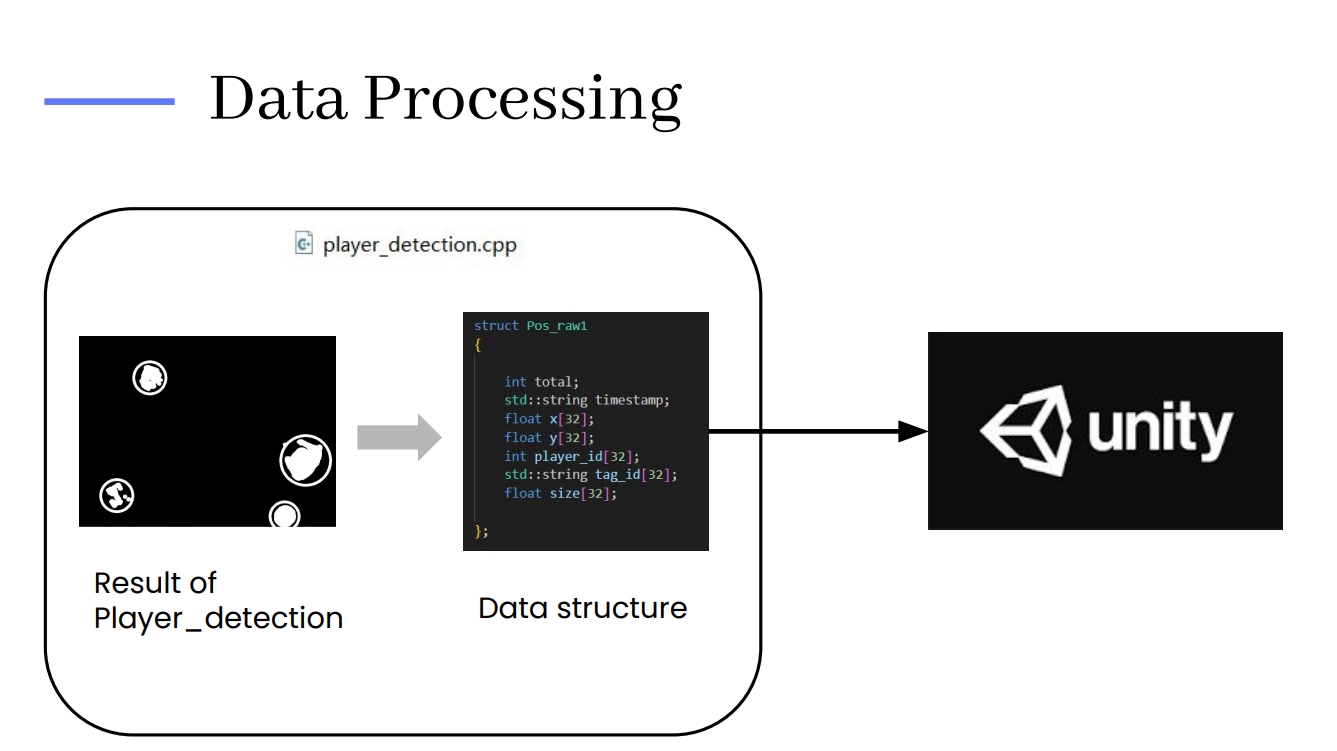 Data Processing
player_detection.cpp
struct Pos_raw1
{
int total;
std::string timestamp;
float x[32];
float y[32];
int player_id[32];
std::string tag_id[32];
float size[32];
};
unity
Result of
Player_detection
Data structure